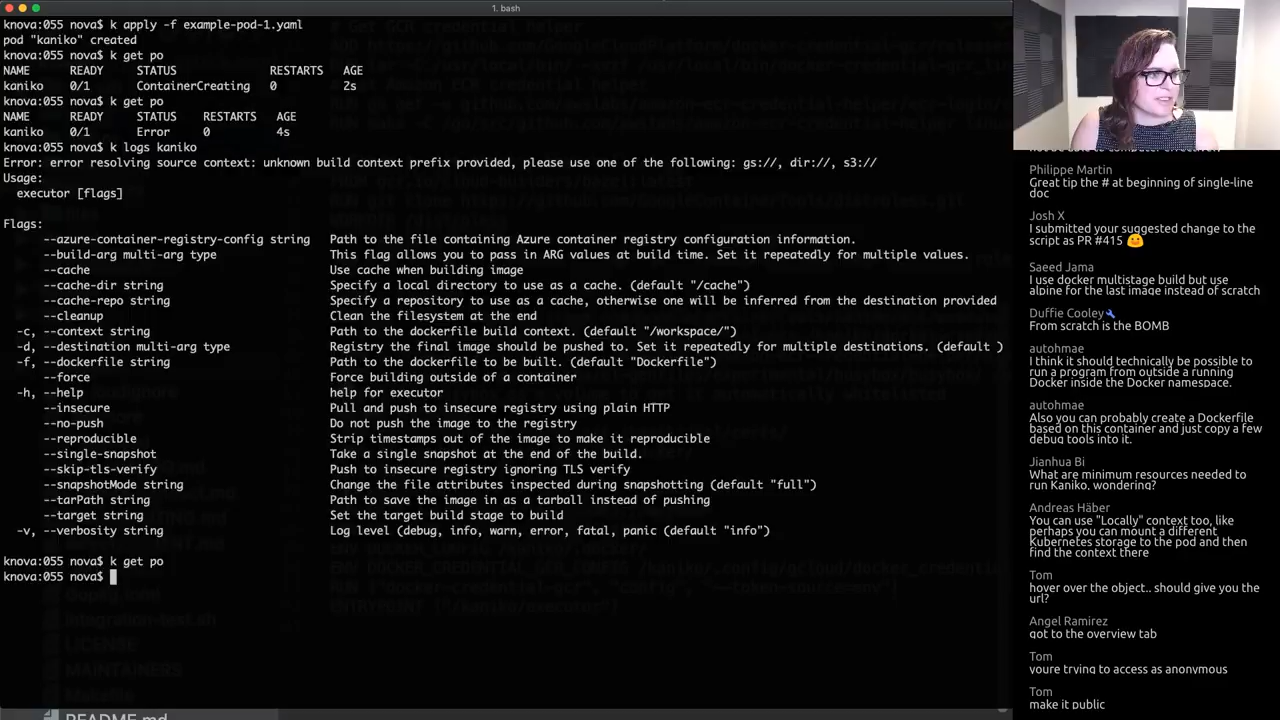 1. bash
knova:055 nova$ k apply -f example-pod-1.yaml
pod "kaniko" created
knova:055 nova$ k get po
NAME READY STATUS RESTARTS AGE
kaniko 0/1 ContainerCreating 0 2s
knova:055 nova$ k get po
NAME READY STATUS RESTARTS AGE
kaniko 0/1 Error 0 4s
knova:055 nova$ k logs kaniko
Error: error resolving source context: unknown build context prefix provided, please use one of the following: gs://, dir://, s3://
Usage:
executor [flags]
Flags:
--azure-container-registry-config string Path to the file containing Azure container registry configuration information.
--build-arg multi-arg type This flag allows you to pass in ARG values at build time. Set it repeatedly for multiple values.
--cache Use cache when building image
--cache-dir string Specify a local directory to use as a cache. (default "/cache")
--cache-repo string Specify a repository to use as a cache, otherwise one will be inferred from the destination provided
--cleanup Clean the filesystem at the end
-c, --context string Path to the dockerfile build context. (default "/workspace/")
-d, --destination multi-arg type Registry the final image should be pushed to. Set it repeatedly for multiple destinations. (default )
-f, --dockerfile string Path to the dockerfile to be built. (default "Dockerfile")
--force Force building outside of a container
-h, --help help for executor
--insecure Pull and push to insecure registry using plain HTTP
--no-push Do not push the image to the registry
--reproducible Strip timestamps out of the image to make it reproducible
--single-snapshot Take a single snapshot at the end of the build.
--skip-tls-verify Push to insecure registry ignoring TLS verify
--snapshotMode string Change the file attributes inspected during snapshotting (default "full")
--tarPath string Path to save the image in as a tarball instead of pushing
--target string Set the target build stage to build
-v, --verbosity string Log level (debug, info, warn, error, fatal, panic (default "info")
knova:055 nova$ k get po
knova:055 nova$
integration-test.sh
LICENSE
MAINTAINERS
Makefile
README.md
Philippe Martin
Great tip the # at beginning of single-line
doc
Josh X
I submitted your suggested change to the
script as PR #415
Saeed Jama
I use docker multistage build but use
alpine for the last image instead of scratch
Duffie Cooley
From scratch is the BOMB
autohmae
I think it should technically be possible to
run a program from outside a running
Docker inside the Docker namespace.
autohmae
Also you can probably create a Dockerfile
based on this container and just copy a few
debug tools into it.
Jianhua Bi
What are minimum resources needed to
run Kaniko, wondering?
Andreas Häber
You can use "Locally" context too, like
perhaps you can mount a different
Kubernetes storage to the pod and then
find the context there
Tom
hover over the object.. should give you the
url?
Angel Ramirez
got to the overview tab
Tom
youre trying to access as anonymous
Tom
make it public